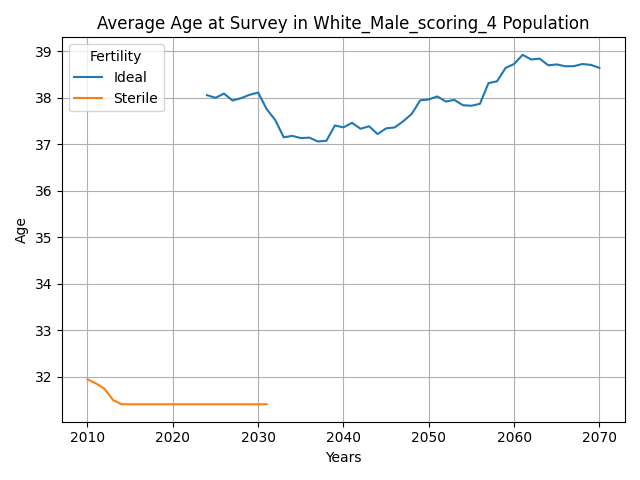 Average Age at Survey in White_Male_scoring_4 Population
Fertility
Ideal
Sterile
39
38
37
36
35
34
33
32
Age
2010 2020 2030 2040 2050 2060 2070
Years